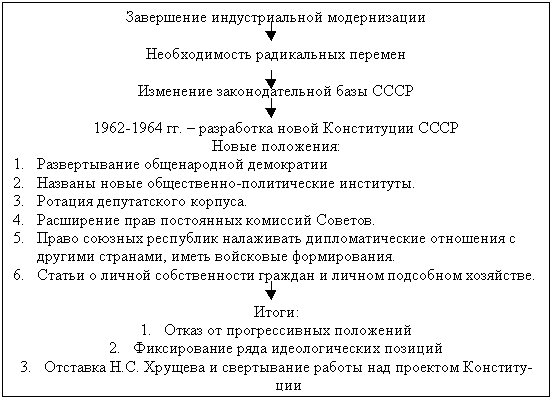 Завершение индустриальной модернизации
Необходимость радикальных перемен
Изменение законодательной базы СССР
1962-1964 гг. – разработка новой Конституции СССР
Новые положения:
1. Развертывание общенародной демократии
2. Названы новые общественно-политические институты.
3. Ротация депутатского корпуса.
4. Расширение прав постоянных комиссий Советов.
5. Право союзных республик налаживать дипломатические отношения с
другими странами, иметь войсковые формирования.
6. Статьи о личной собственности граждан и личном подсобном хозяйстве.
Итоги:
1. Отказ от прогрессивных положений
2. Фиксирование ряда идеологических позиций
3. Отставка Н.С. Хрущева и свертывание работы над проектом Конститу-
ции